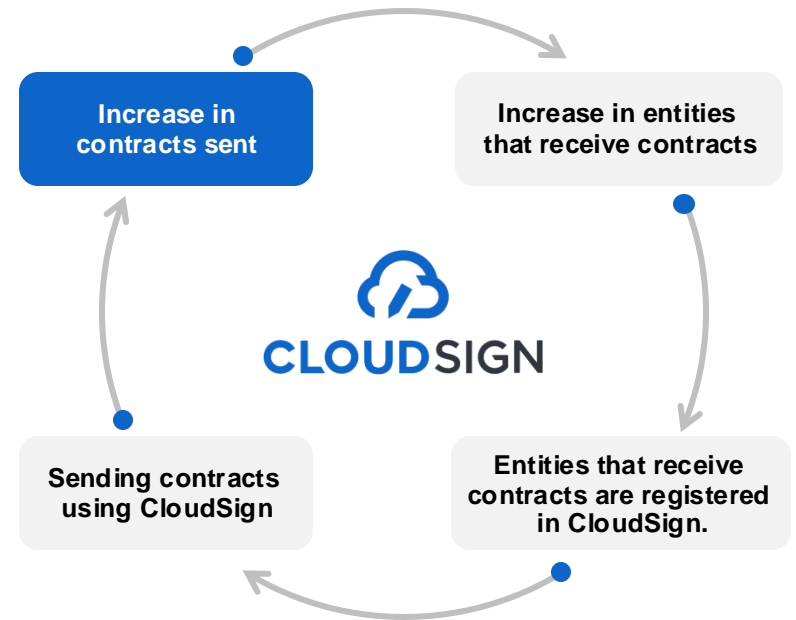 Increase in
contracts sent
Increase in entities
that receive contracts
CLOUDSIGN
Sending contracts
using CloudSign
Entities that receive
contracts are registered
in CloudSign.